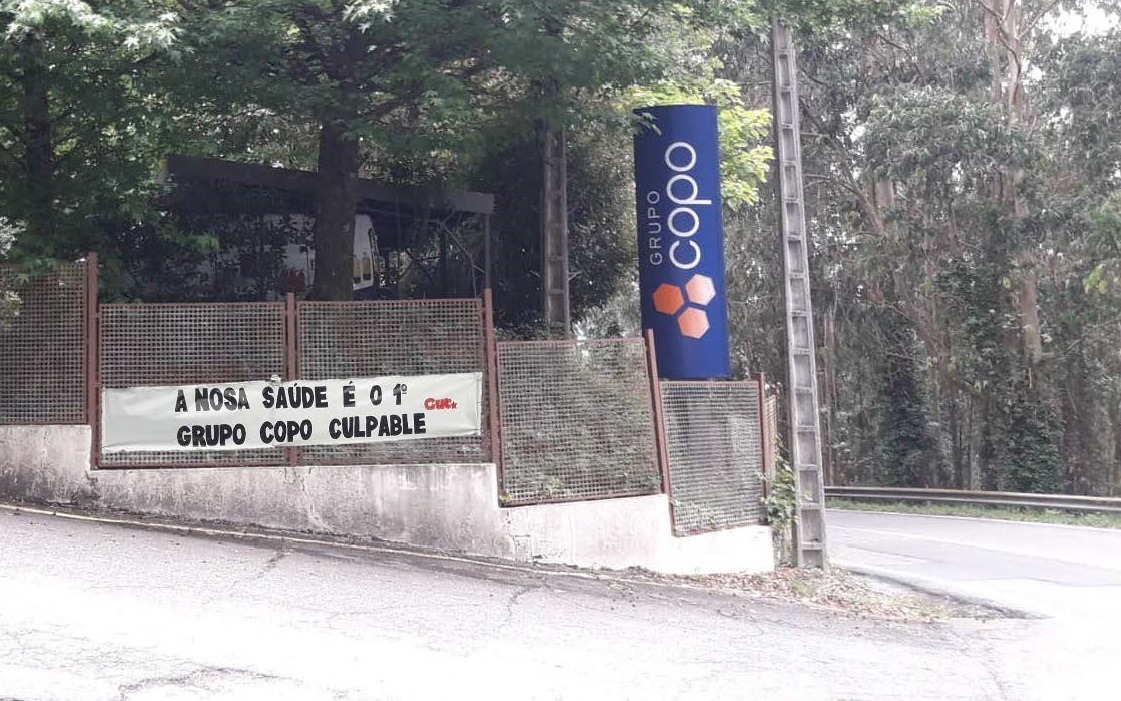 A NOSA SAÚDE É O 1º
Cut
GRUPO COPO CULPABLE
GRUPO
copo